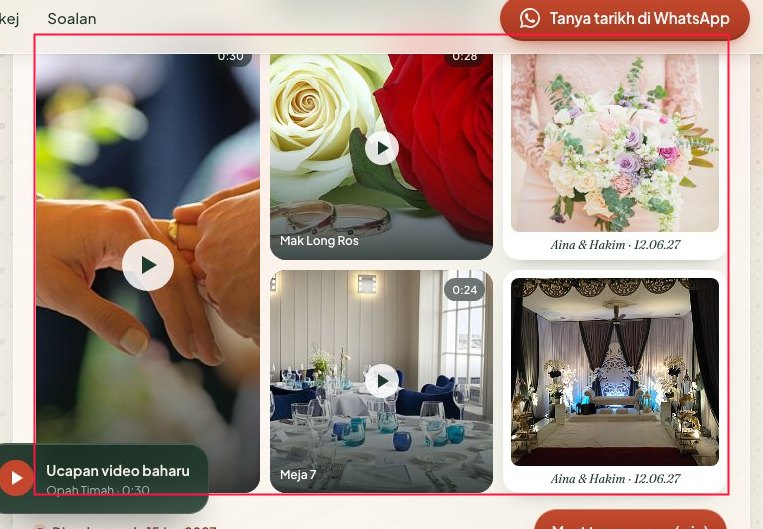 kej
Soalan
Tanya tarikh di WhatsApp
0:30
0:28
Mak Long Ros
Aina & Hakim · 12.06.27
0:24
Meja 7
Aina & Hakim · 12.06.27
Ucapan video baharu
Opah Timah · 0:30